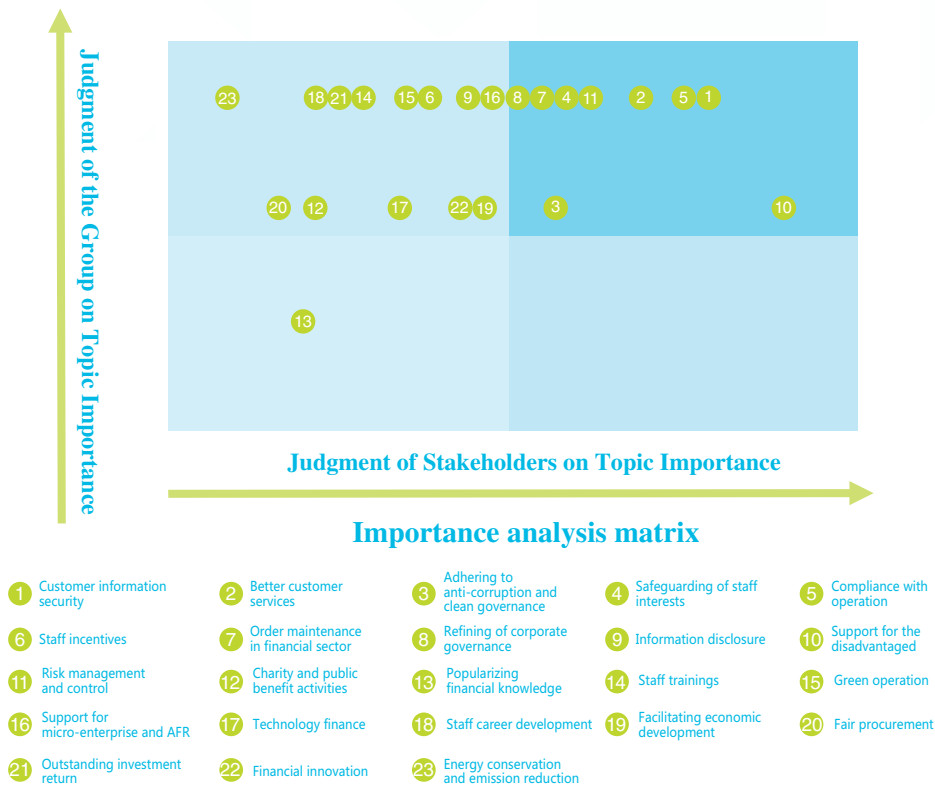 Judgment of the Group on Topic Importance
23
18
21
14
15
6
9
16
8
7
4
11
2
5
1
20
12
17
22
19
3
10
13
Judgment of Stakeholders on Topic Importance
Importance analysis matrix
1 Customer information
security
2 Better customer
services
3 Adhering to
anti-corruption and
clean governance
4 Safeguarding of staff
interests
5 Compliance with
operation
6 Staff incentives
7 Order maintenance
in financial sector
8 Refining of corporate
governance
9 Information disclosure
10 Support for the
disadvantaged
11 Risk management
and control
12 Charity and public
benefit activities
13 Popularizing
financial knowledge
14 Staff trainings
15 Green operation
16 Support for
micro-enterprise and AFR
17 Technology finance
18 Staff career development
19 Facilitating economic
development
20 Fair procurement
21 Outstanding investment
return
22 Financial innovation
23 Energy conservation
and emission reduction